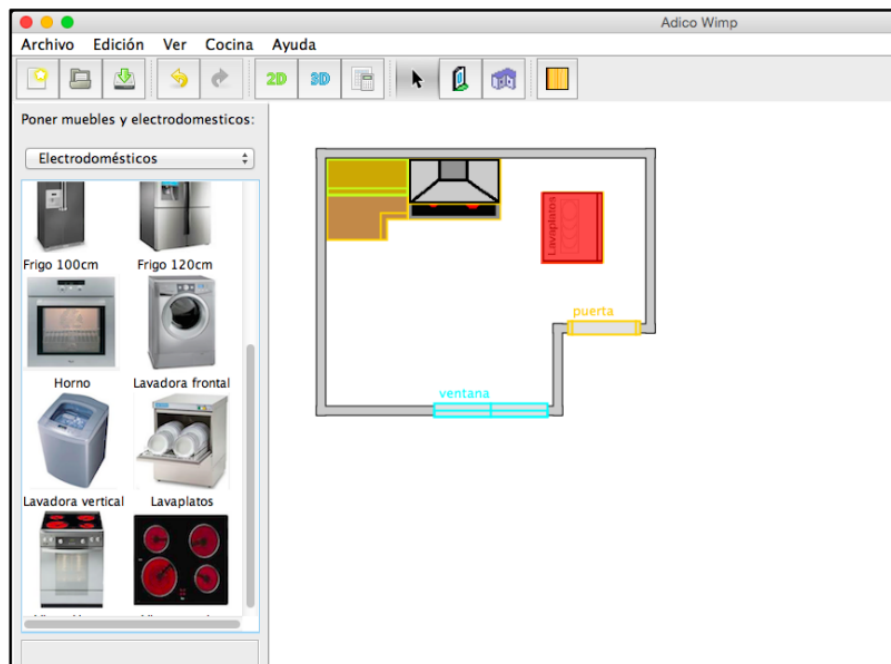 Adico Wimp
Archivo Edición Ver Cocina Ayuda
2D 3D
Poner muebles y electrodomesticos:
Electrodomésticos
Frigo 100cm Frigo 120cm
Horno Lavadora frontal
Lavadora vertical Lavaplatos
Lavaplatos
puerta
ventana